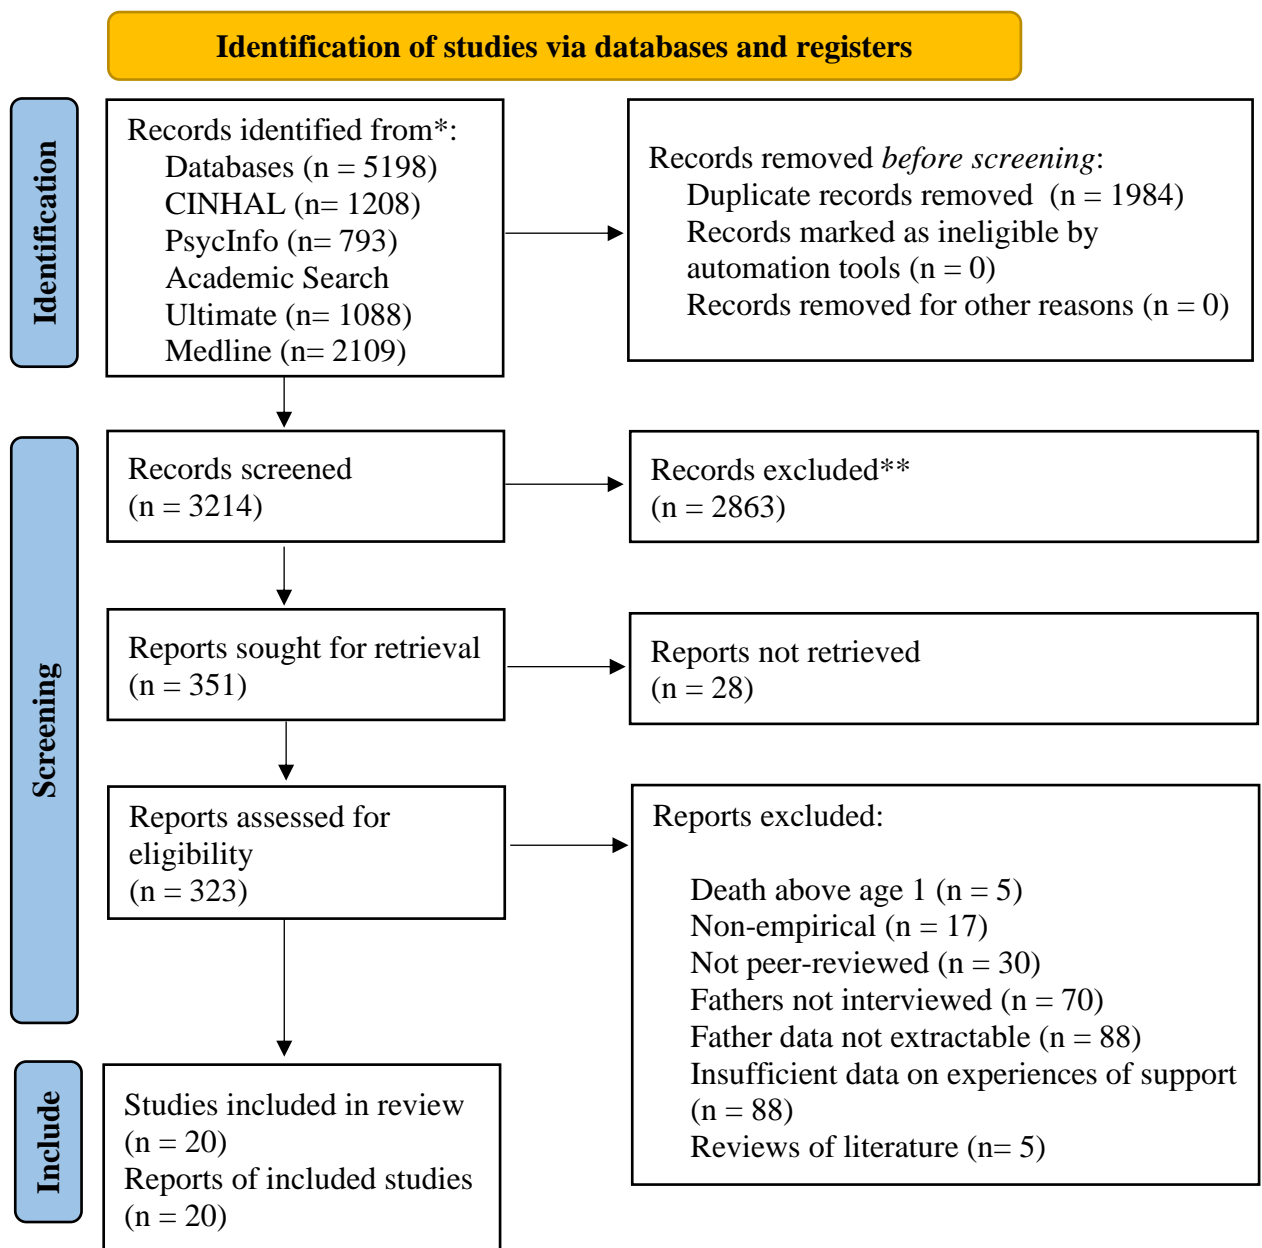 Identification of studies via databases and registers
Identification
Records identified from*:
Databases (n = 5198)
CINHAL (n= 1208)
PsycInfo (n= 793)
Academic Search
Ultimate (n= 1088)
Medline (n= 2109)
Records removed before screening:
Duplicate records removed (n = 1984)
Records marked as ineligible by
automation tools (n = 0)
Records removed for other reasons (n = 0)
Screening
Records screened
(n = 3214)
Records excluded**
(n = 2863)
Reports sought for retrieval
(n = 351)
Reports not retrieved
(n = 28)
Reports assessed for
eligibility
(n = 323)
Reports excluded:
Death above age 1 (n = 5)
Non-empirical (n = 17)
Not peer-reviewed (n = 30)
Fathers not interviewed (n = 70)
Father data not extractable (n = 88)
Insufficient data on experiences of support
(n = 88)
Reviews of literature (n= 5)
Include
Studies included in review
(n = 20)
Reports of included studies
(n = 20)